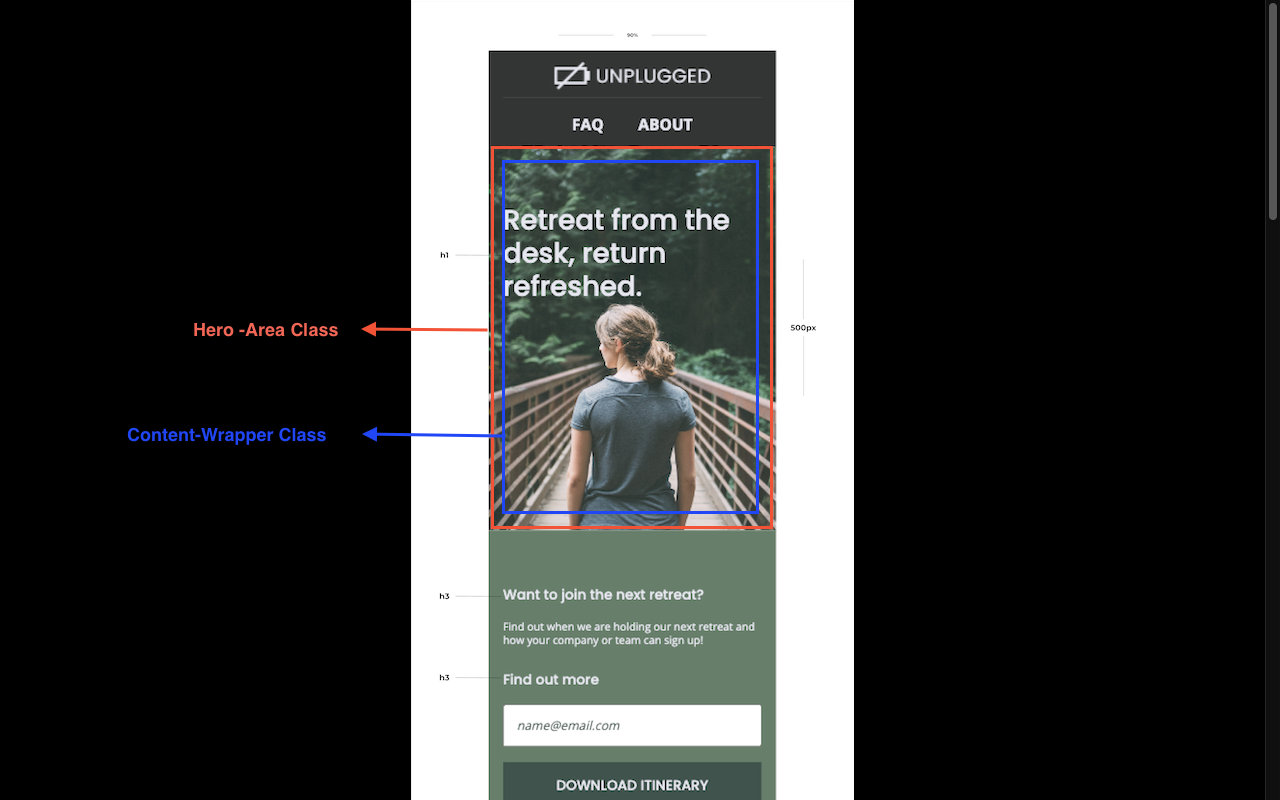 90%
UNPLUGGED
FAQ ABOUT
Retreat from the
desk, return
refreshed.
h1
500px
Hero -Area Class
Content-Wrapper Class
h3
Want to join the next retreat?
Find out when we are holding our next retreat and
how your company or team can sign up!
h3
Find out more
name@email.com
DOWNLOAD ITINERARY